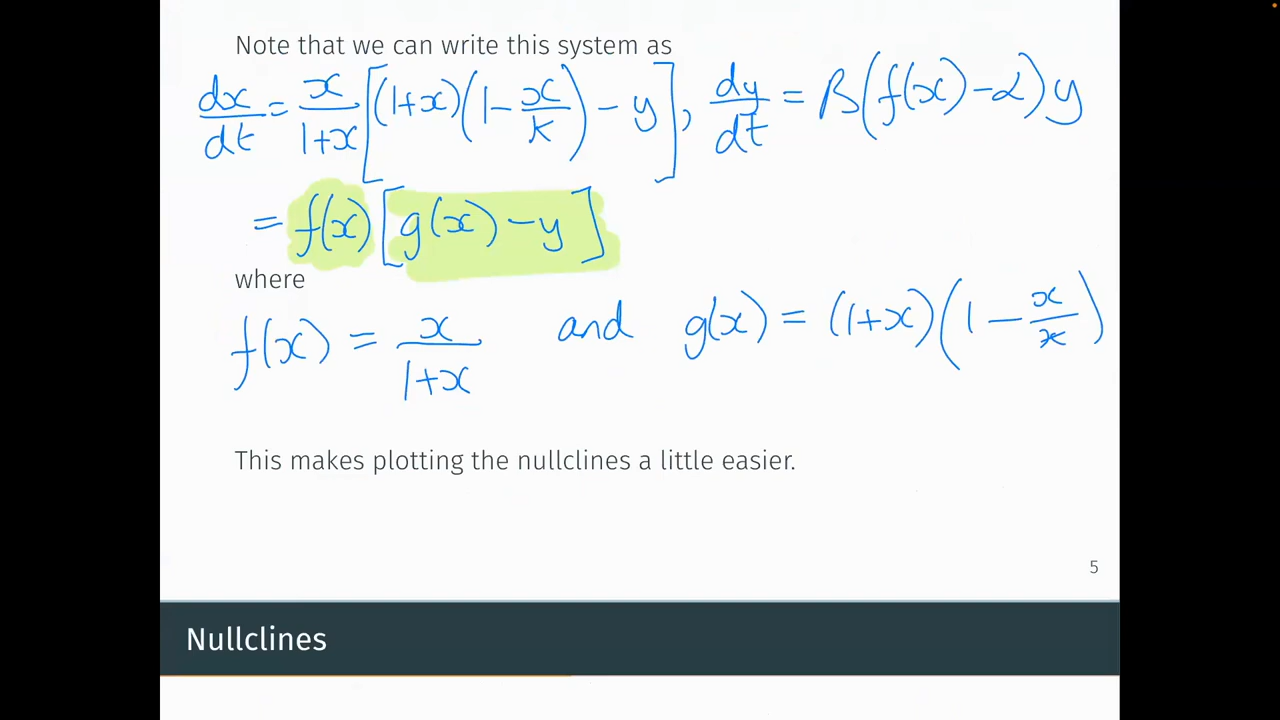 Note that we can write this system as
dx/dt = x/(1+x) [(1+x)(1 - x/k) - y], dy/dt = β(f(x) - α)y
= f(x)[g(x) - y]
where
f(x) = x/(1+x) and g(x) = (1+x)(1 - x/k)
This makes plotting the nullclines a little easier.
5
Nullclines